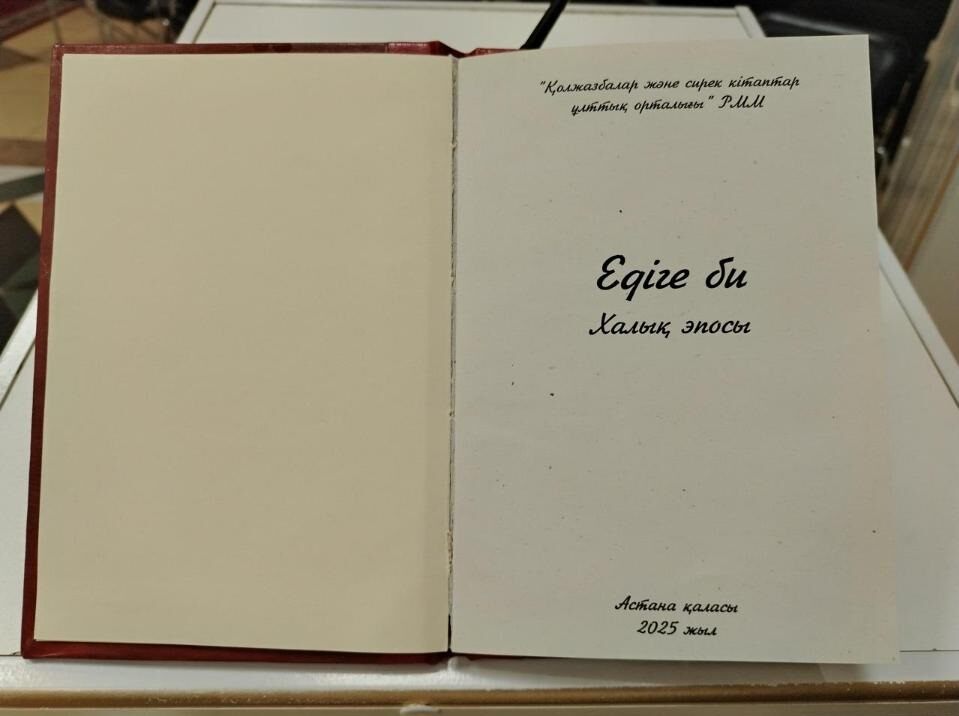 "Қолжазбалар және сирек кітаптар
ұлттық орталығы" РММ
Едіге би
Халық эпосы
Астана қаласы
2025 жыл